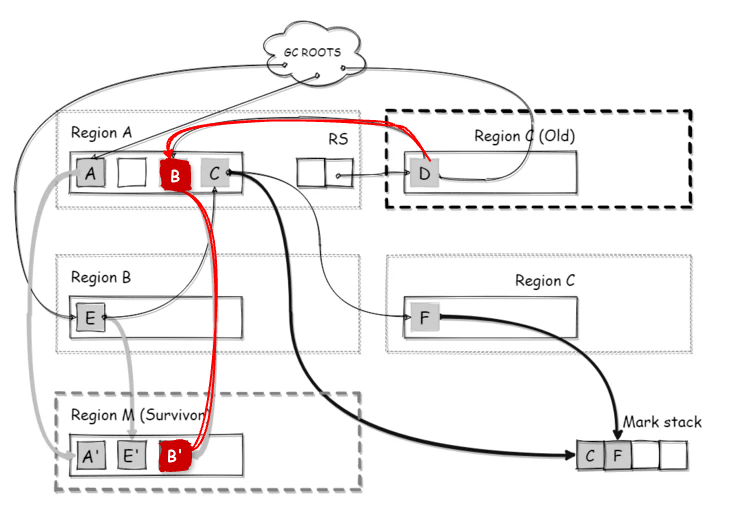 GC ROOTS
Region A
RS
Region C (Old)
A
B
C
D
Region B
Region C
E
F
Region M (Survivor)
Mark stack
A'
E'
B'
C
F